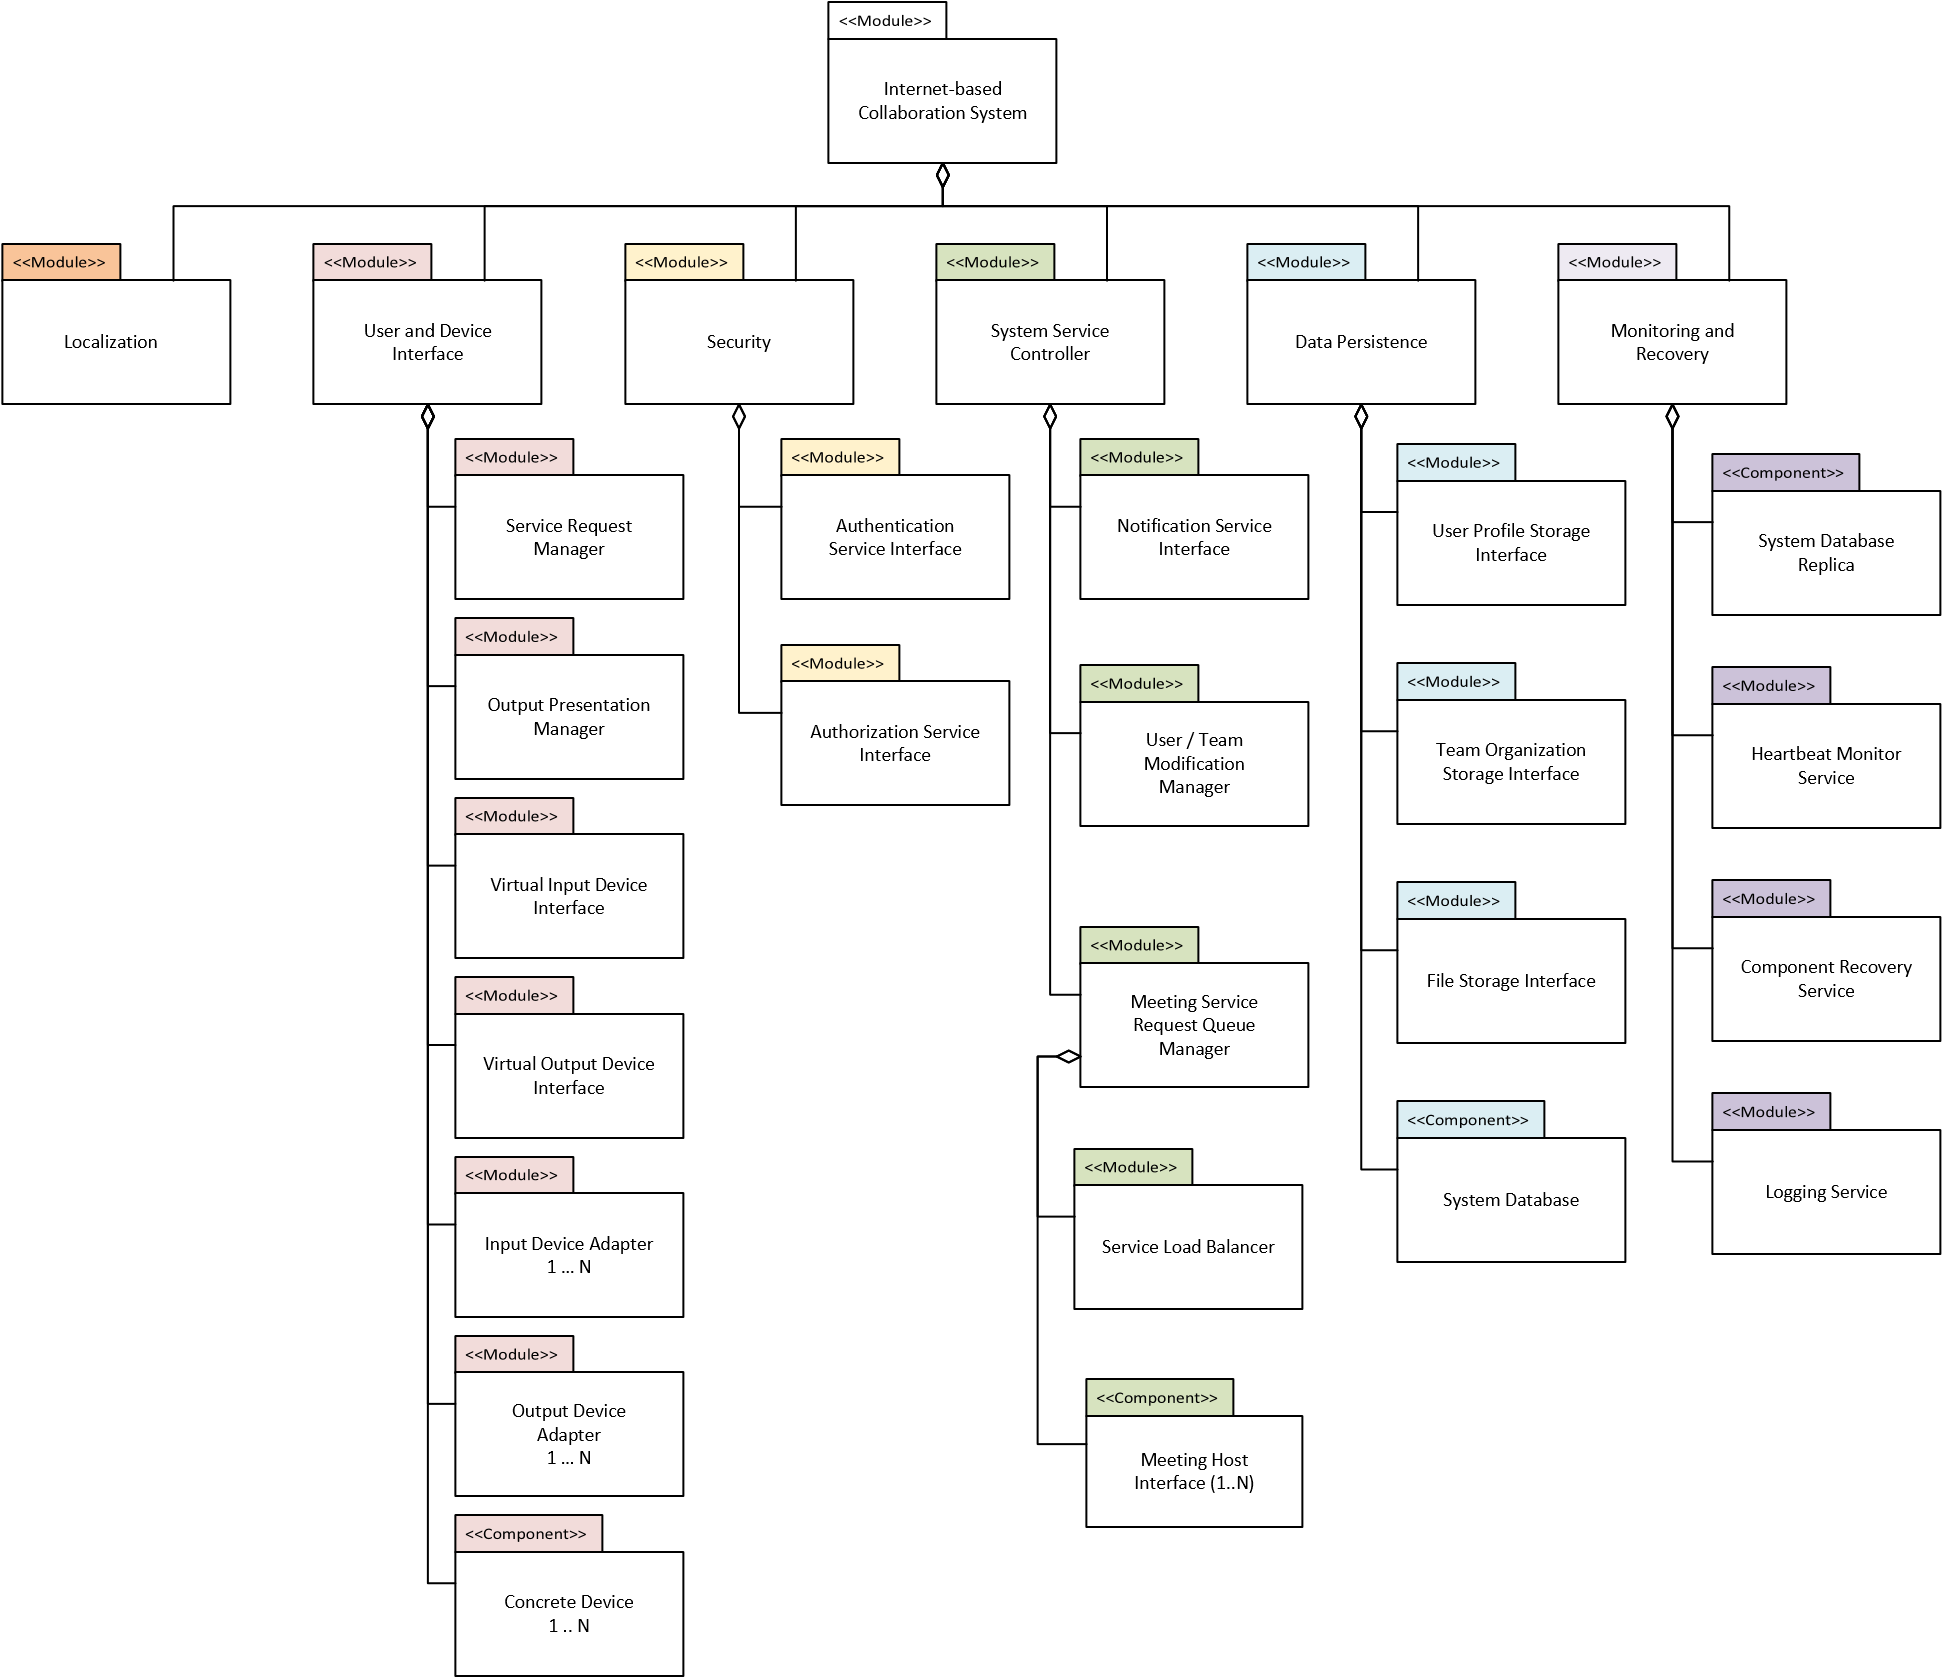 <<Module>>
Internet-based
Collaboration System
<<Module>>
Localization
<<Module>>
User and Device
Interface
<<Module>>
Service Request
Manager
<<Module>>
Output Presentation
Manager
<<Module>>
Virtual Input Device
Interface
<<Module>>
Virtual Output Device
Interface
<<Module>>
Input Device Adapter
1 ... N
<<Module>>
Output Device
Adapter
1 ... N
<<Component>>
Concrete Device
1 .. N
<<Module>>
Security
<<Module>>
Authentication
Service Interface
<<Module>>
Authorization Service
Interface
<<Module>>
System Service
Controller
<<Module>>
Notification Service
Interface
<<Module>>
User / Team
Modification
Manager
<<Module>>
Meeting Service
Request Queue
Manager
<<Module>>
Service Load Balancer
<<Component>>
Meeting Host
Interface (1..N)
<<Module>>
Data Persistence
<<Module>>
User Profile Storage
Interface
<<Module>>
Team Organization
Storage Interface
<<Module>>
File Storage Interface
<<Component>>
System Database
<<Module>>
Monitoring and
Recovery
<<Component>>
System Database
Replica
<<Module>>
Heartbeat Monitor
Service
<<Module>>
Component Recovery
Service
<<Module>>
Logging Service